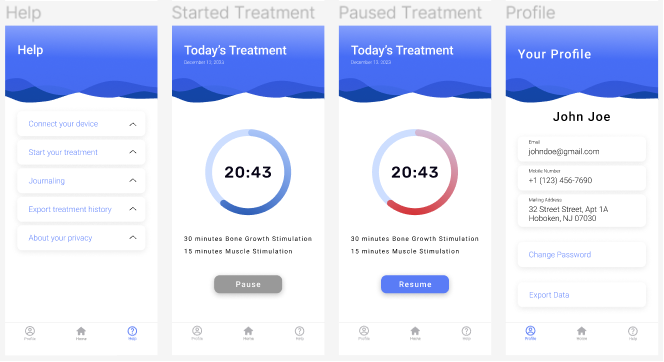 Help
Help
Connect your device
Start your treatment
Journaling
Export treatment history
About your privacy
Profile
Home
Help
Started Treatment
Today's Treatment
December 13, 2023
20:43
30 minutes Bone Growth Stimulation
15 minutes Muscle Stimulation
Pause
Profile
Home
Help
Paused Treatment
Today's Treatment
December 13, 2023
20:43
30 minutes Bone Growth Stimulation
15 minutes Muscle Stimulation
Resume
Profile
Home
Help
Profile
Your Profile
John Joe
Email
johndoe@gmail.com
Mobile Number
+1 (123) 456-7690
Mailing Address
32 Street Street, Apt 1A
Hoboken, NJ 07030
Change Password
Export Data
Profile
Home
Help